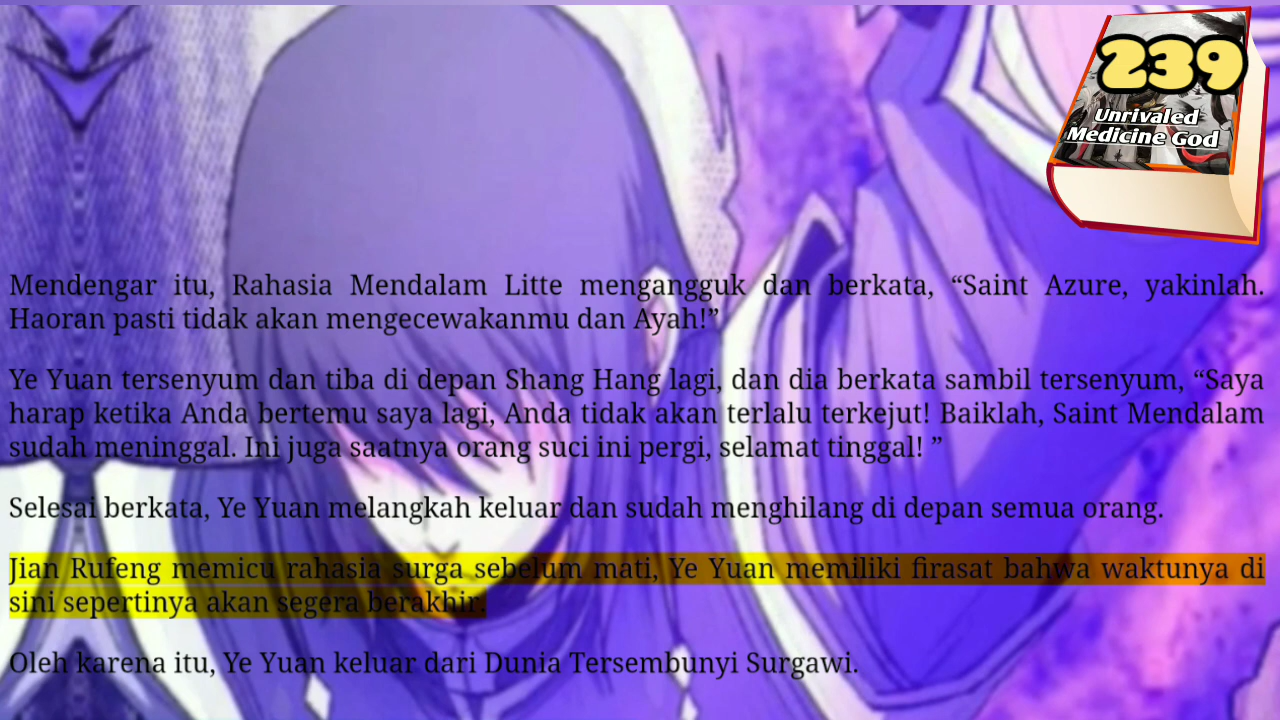 239
Unrivaled
Medicine God
Mendengar itu, Rahasia Mendalam Litte mengangguk dan berkata, “Saint Azure, yakinlah.
Haoran pasti tidak akan mengecewakanmu dan Ayah!”
Ye Yuan tersenyum dan tiba di depan Shang Hang lagi, dan dia berkata sambil tersenyum, “Saya
harap ketika Anda bertemu saya lagi, Anda tidak akan terlalu terkejut! Baiklah, Saint Mendalam
sudah meninggal. Ini juga saatnya orang suci ini pergi, selamat tinggal! ”
Selesai berkata, Ye Yuan melangkah keluar dan sudah menghilang di depan semua orang.
Jian Rufeng memicu rahasia surga sebelum mati, Ye Yuan memiliki firasat bahwa waktunya di
sini sepertinya akan segera berakhir.
Oleh karena itu, Ye Yuan keluar dari Dunia Tersembunyi Surgawi.